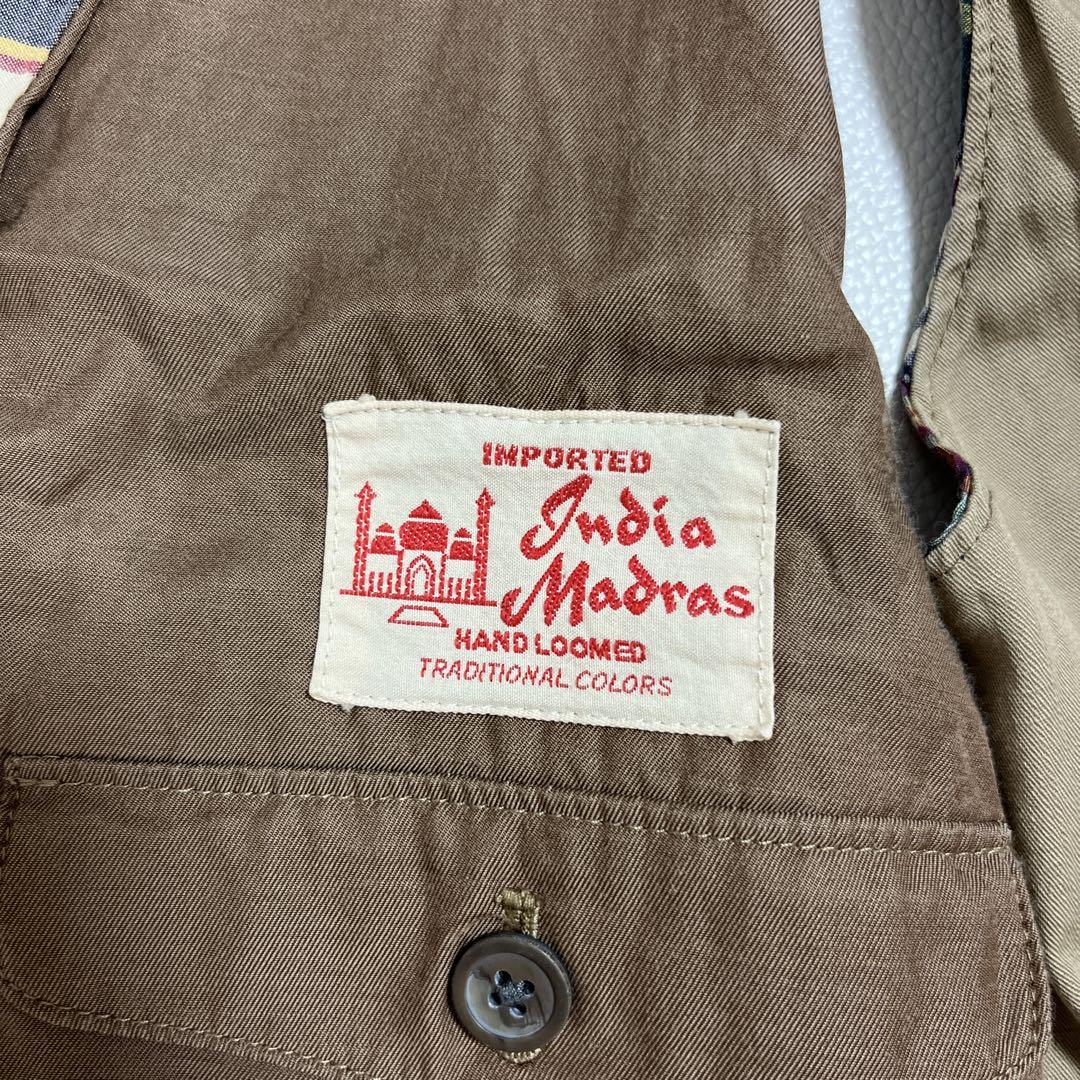 IMPORTED
India
Madras
HAND LOOMED
TRADITIONAL COLORS